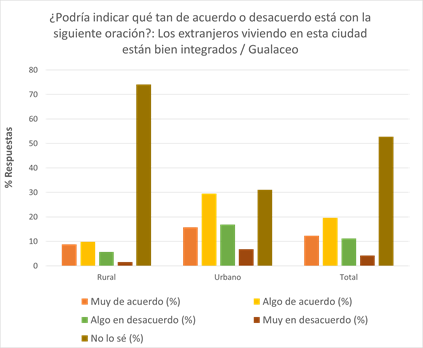 ¿Podría indicar qué tan de acuerdo o desacuerdo está con la
siguiente oración?: Los extranjeros viviendo en esta ciudad
están bien integrados / Gualaceo
% Respuestas
80
70
60
50
40
30
20
10
0
Rural
Urbano
Total
Muy de acuerdo (%)
Algo de acuerdo (%)
Algo en desacuerdo (%)
Muy en desacuerdo (%)
No lo sé (%)